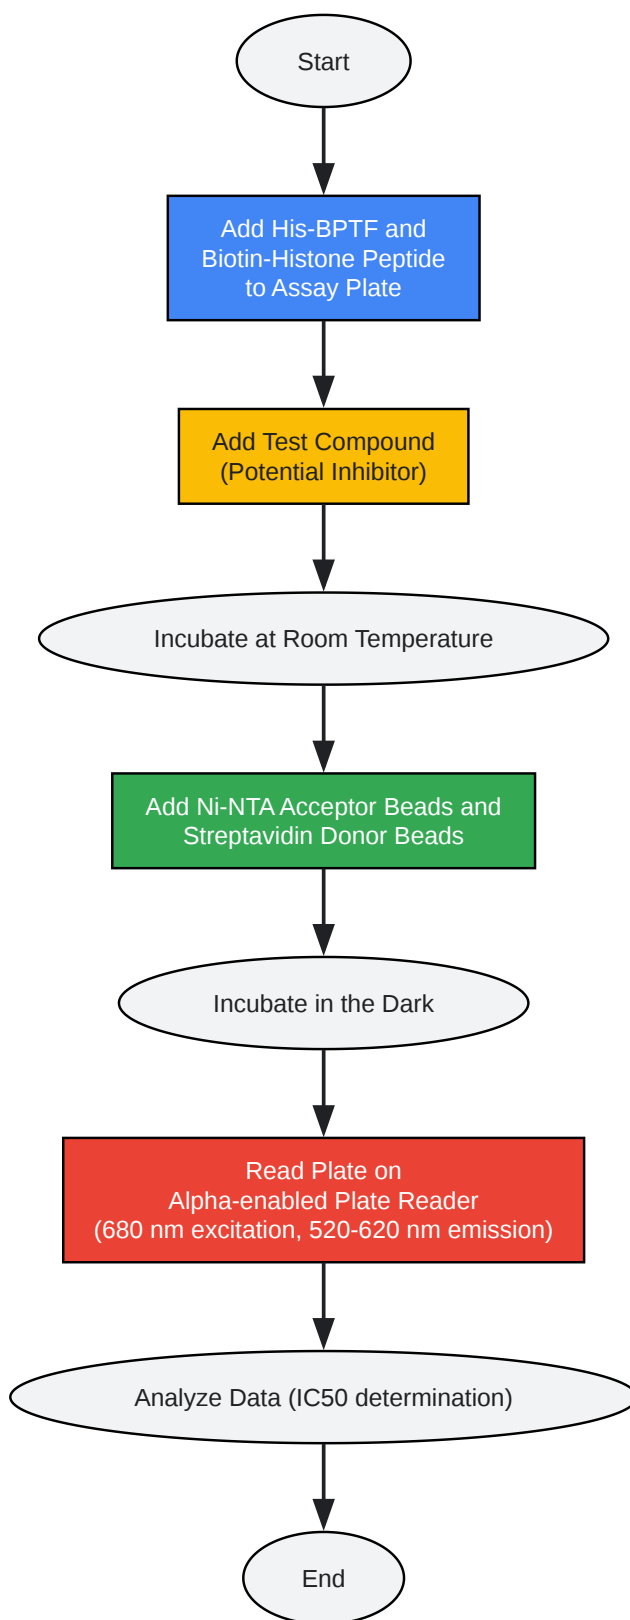 Start
Add His-BPTF and
Biotin-Histone Peptide
to Assay Plate
Add Test Compound
(Potential Inhibitor)
Incubate at Room Temperature
Add Ni-NTA Acceptor Beads and
Streptavidin Donor Beads
Incubate in the Dark
Read Plate on
Alpha-enabled Plate Reader
(680 nm excitation, 520-620 nm emission)
Analyze Data (IC50 determination)
End